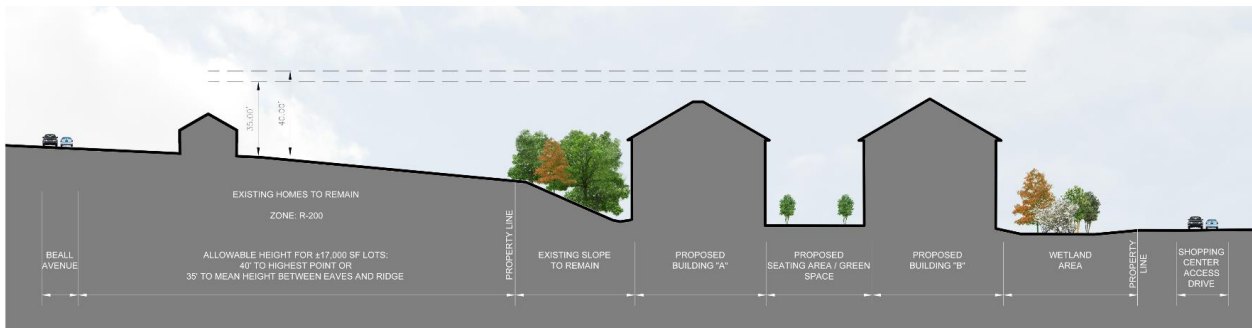 35.00'
40.00'
EXISTING HOMES TO REMAIN
ZONE: R-200
BEALL
AVENUE
ALLOWABLE HEIGHT FOR ±17,000 SF LOTS:
40' TO HIGHEST POINT OR
35' TO MEAN HEIGHT BETWEEN EAVES AND RIDGE
PROPERTY LINE
EXISTING SLOPE
TO REMAIN
PROPOSED
BUILDING "A"
PROPOSED
SEATING AREA / GREEN
SPACE
PROPOSED
BUILDING "B"
WETLAND
AREA
PROPERTY
LINE
SHOPPING
CENTER
ACCESS
DRIVE